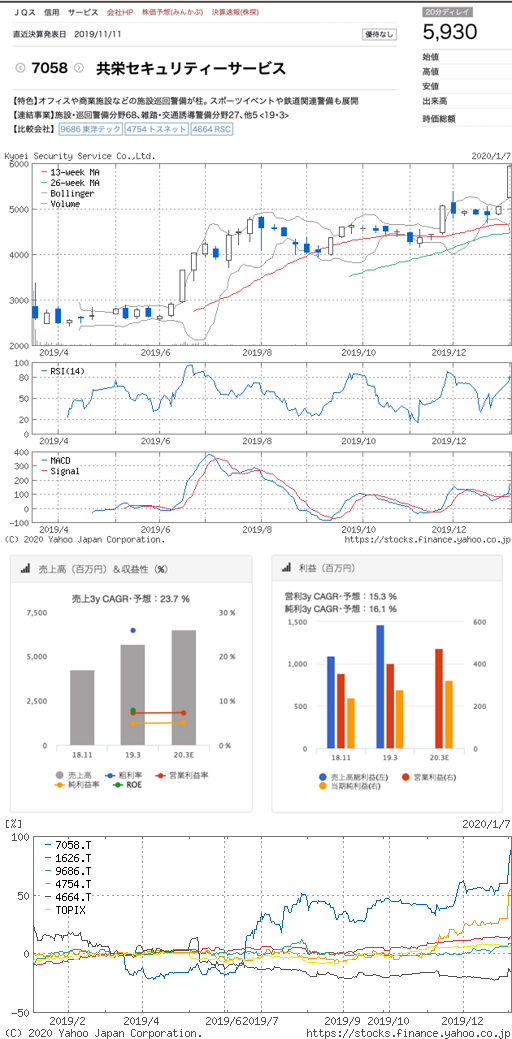 JQス 信用 サービス 会社HP 株価予想(みんかぶ) 決算速報(株探)
20分ディレイ
5,930
直近決算発表日 2019/11/11
優待なし
7058 共栄セキュリティーサービス
始値
高値
安値
出来高
時価総額
【特色】オフィスや商業施設などの施設巡回警備が柱。スポーツイベントや鉄道関連警備も展開
【連結事業】施設・巡回警備分野68、雑踏・交通誘導警備分野27、他5 <19・3>
【比較会社】 9686 東洋テック 4754 トスネット 4664 RSC
Kyoei Security Service Co.,Ltd. 2020/1/7
13-week MA
26-week MA
Bollinger
Volume
6000
5000
4000
3000
2000
2019/4 2019/6 2019/8 2019/10 2019/12
RSI(14)
100
80
50
20
0
2019/4 2019/6 2019/8 2019/10 2019/12
MACD
Signal
400
300
200
100
0
-100
2019/4 2019/6 2019/8 2019/10 2019/12
(C) 2020 Yahoo Japan Corporation. https://stocks.finance.yahoo.co.jp
売上高（百万円）＆収益性（%）
売上3y CAGR・予想：23.7 %
7,500 30 %
5,000 20 %
2,500 10 %
0 0 %
18.11 19.3 20.3E
売上高 粗利率 営業利益率
純利益率 ROE
利益（百万円）
営利3y CAGR・予想：15.3 %
純利3y CAGR・予想：16.1 %
1,500 600
1,000 400
500 200
0 0
18.11 19.3 20.3E
売上高総利益(左) 営業利益(右)
当期純利益(右)
[%] 2020/1/7
7058.T
1626.T
9686.T
4754.T
4664.T
TOPIX
100
50
0
-50
2019/2 2019/4 2019/6 2019/7 2019/9 2019/10 2019/12
(C) 2020 Yahoo Japan Corporation. https://stocks.finance.yahoo.co.jp